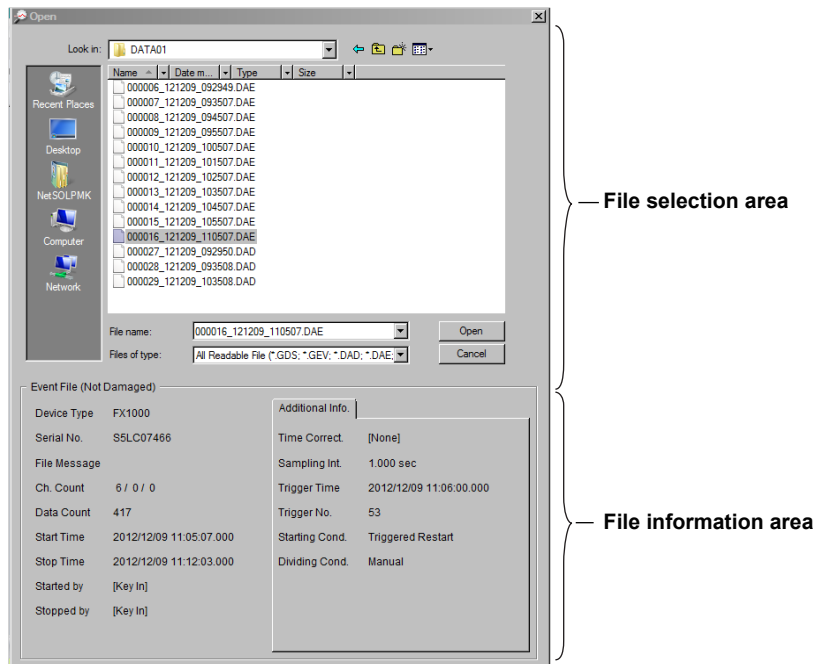 Open
Look in: DATA01
Name Date m... Type Size
000006_121209_092949.DAE
000007_121209_093507.DAE
000008_121209_094507.DAE
000009_121209_095507.DAE
000010_121209_100507.DAE
000011_121209_101507.DAE
000012_121209_102507.DAE
000013_121209_103507.DAE
000014_121209_104507.DAE
000015_121209_105507.DAE
000016_121209_110507.DAE
000027_121209_092950.DAD
000028_121209_093508.DAD
000029_121209_103508.DAD
Recent Places
Desktop
NetSOLPMK
Computer
Network
File name: 000016_121209_110507.DAE Open
Files of type: All Readable File (*.GDS; *.GEV; *.DAD; *.DAE; Cancel
File selection area
Event File (Not Damaged)
Device Type FX1000
Serial No. S5LC07466
File Message
Ch. Count 6 / 0 / 0
Data Count 417
Start Time 2012/12/09 11:05:07.000
Stop Time 2012/12/09 11:12:03.000
Started by [Key In]
Stopped by [Key In]
Additional Info.
Time Correct. [None]
Sampling Int. 1.000 sec
Trigger Time 2012/12/09 11:06:00.000
Trigger No. 53
Starting Cond. Triggered Restart
Dividing Cond. Manual
File information area